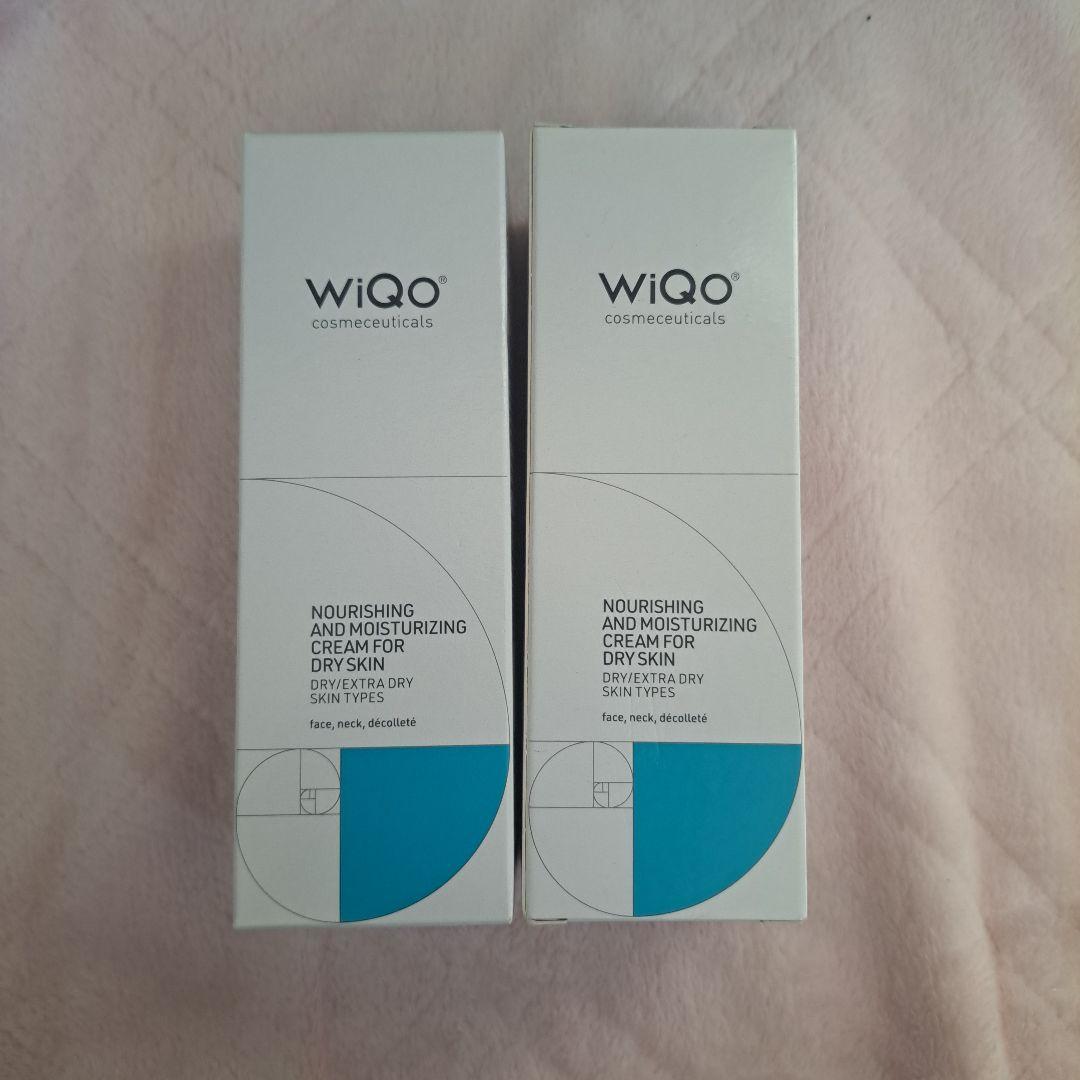 WiQo®
cosmeceuticals
NOURISHING
AND MOISTURIZING
CREAM FOR
DRY SKIN
DRY/EXTRA DRY
SKIN TYPES
face, neck, décolleté
WiQo®
cosmeceuticals
NOURISHING
AND MOISTURIZING
CREAM FOR
DRY SKIN
DRY/EXTRA DRY
SKIN TYPES
face, neck, décolleté